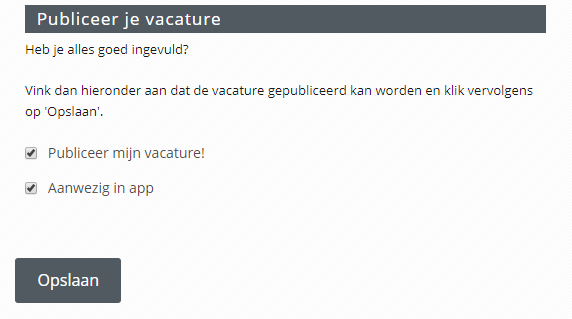 Publiceer je vacature
Heb je alles goed ingevuld?
Vink dan hieronder aan dat de vacature gepubliceerd kan worden en klik vervolgens
op 'Opslaan'.
Publiceer mijn vacature!
Aanwezig in app
Opslaan